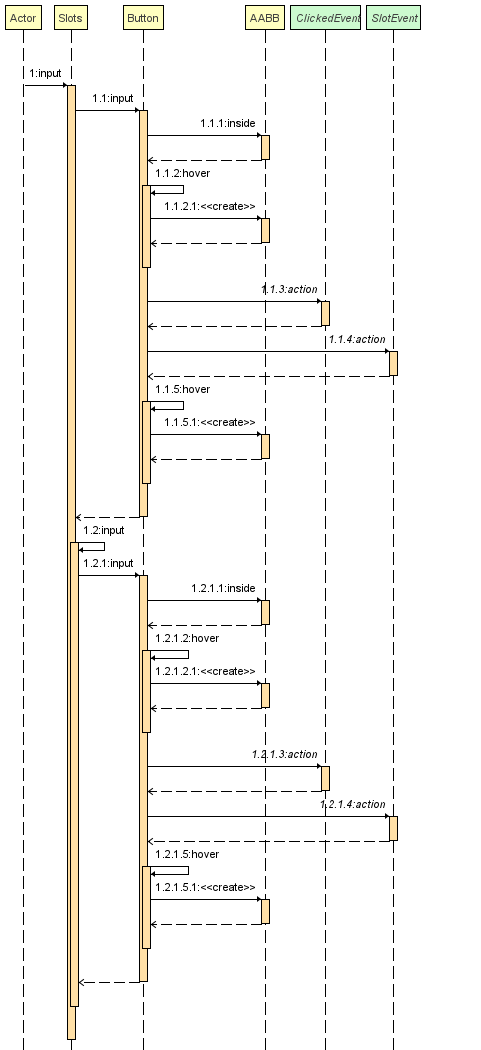 Actor Slots Button AABB ClickedEvent SlotEvent
1:input
1.1:input
1.1.1:inside
1.1.2:hover
1.1.2.1:<<create>>
1.1.3:action
1.1.4:action
1.1.5:hover
1.1.5.1:<<create>>
1.2:input
1.2.1:input
1.2.1.1:inside
1.2.1.2:hover
1.2.1.2.1:<<create>>
1.2.1.3:action
1.2.1.4:action
1.2.1.5:hover
1.2.1.5.1:<<create>>